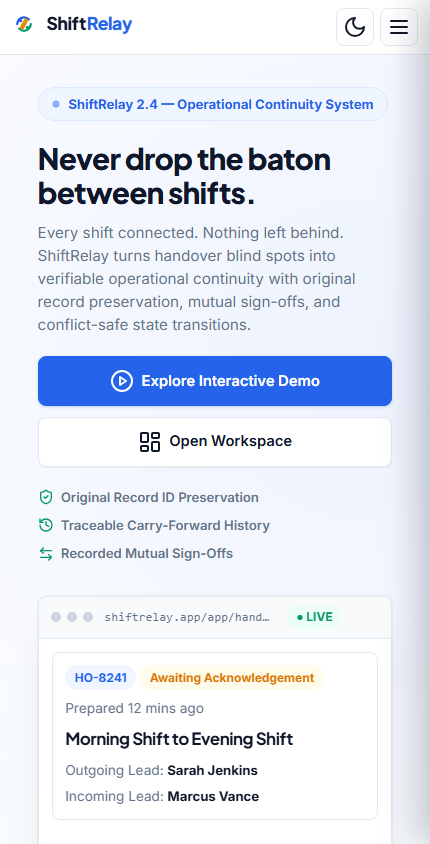 ShiftRelay
ShiftRelay 2.4 — Operational Continuity System
Never drop the baton
between shifts.
Every shift connected. Nothing left behind.
ShiftRelay turns handover blind spots into
verifiable operational continuity with original
record preservation, mutual sign-offs, and
conflict-safe state transitions.
Explore Interactive Demo
Open Workspace
Original Record ID Preservation
Traceable Carry-Forward History
Recorded Mutual Sign-Offs
shiftrelay.app/app/hand… LIVE
HO-8241 Awaiting Acknowledgement
Prepared 12 mins ago
Morning Shift to Evening Shift
Outgoing Lead: Sarah Jenkins
Incoming Lead: Marcus Vance